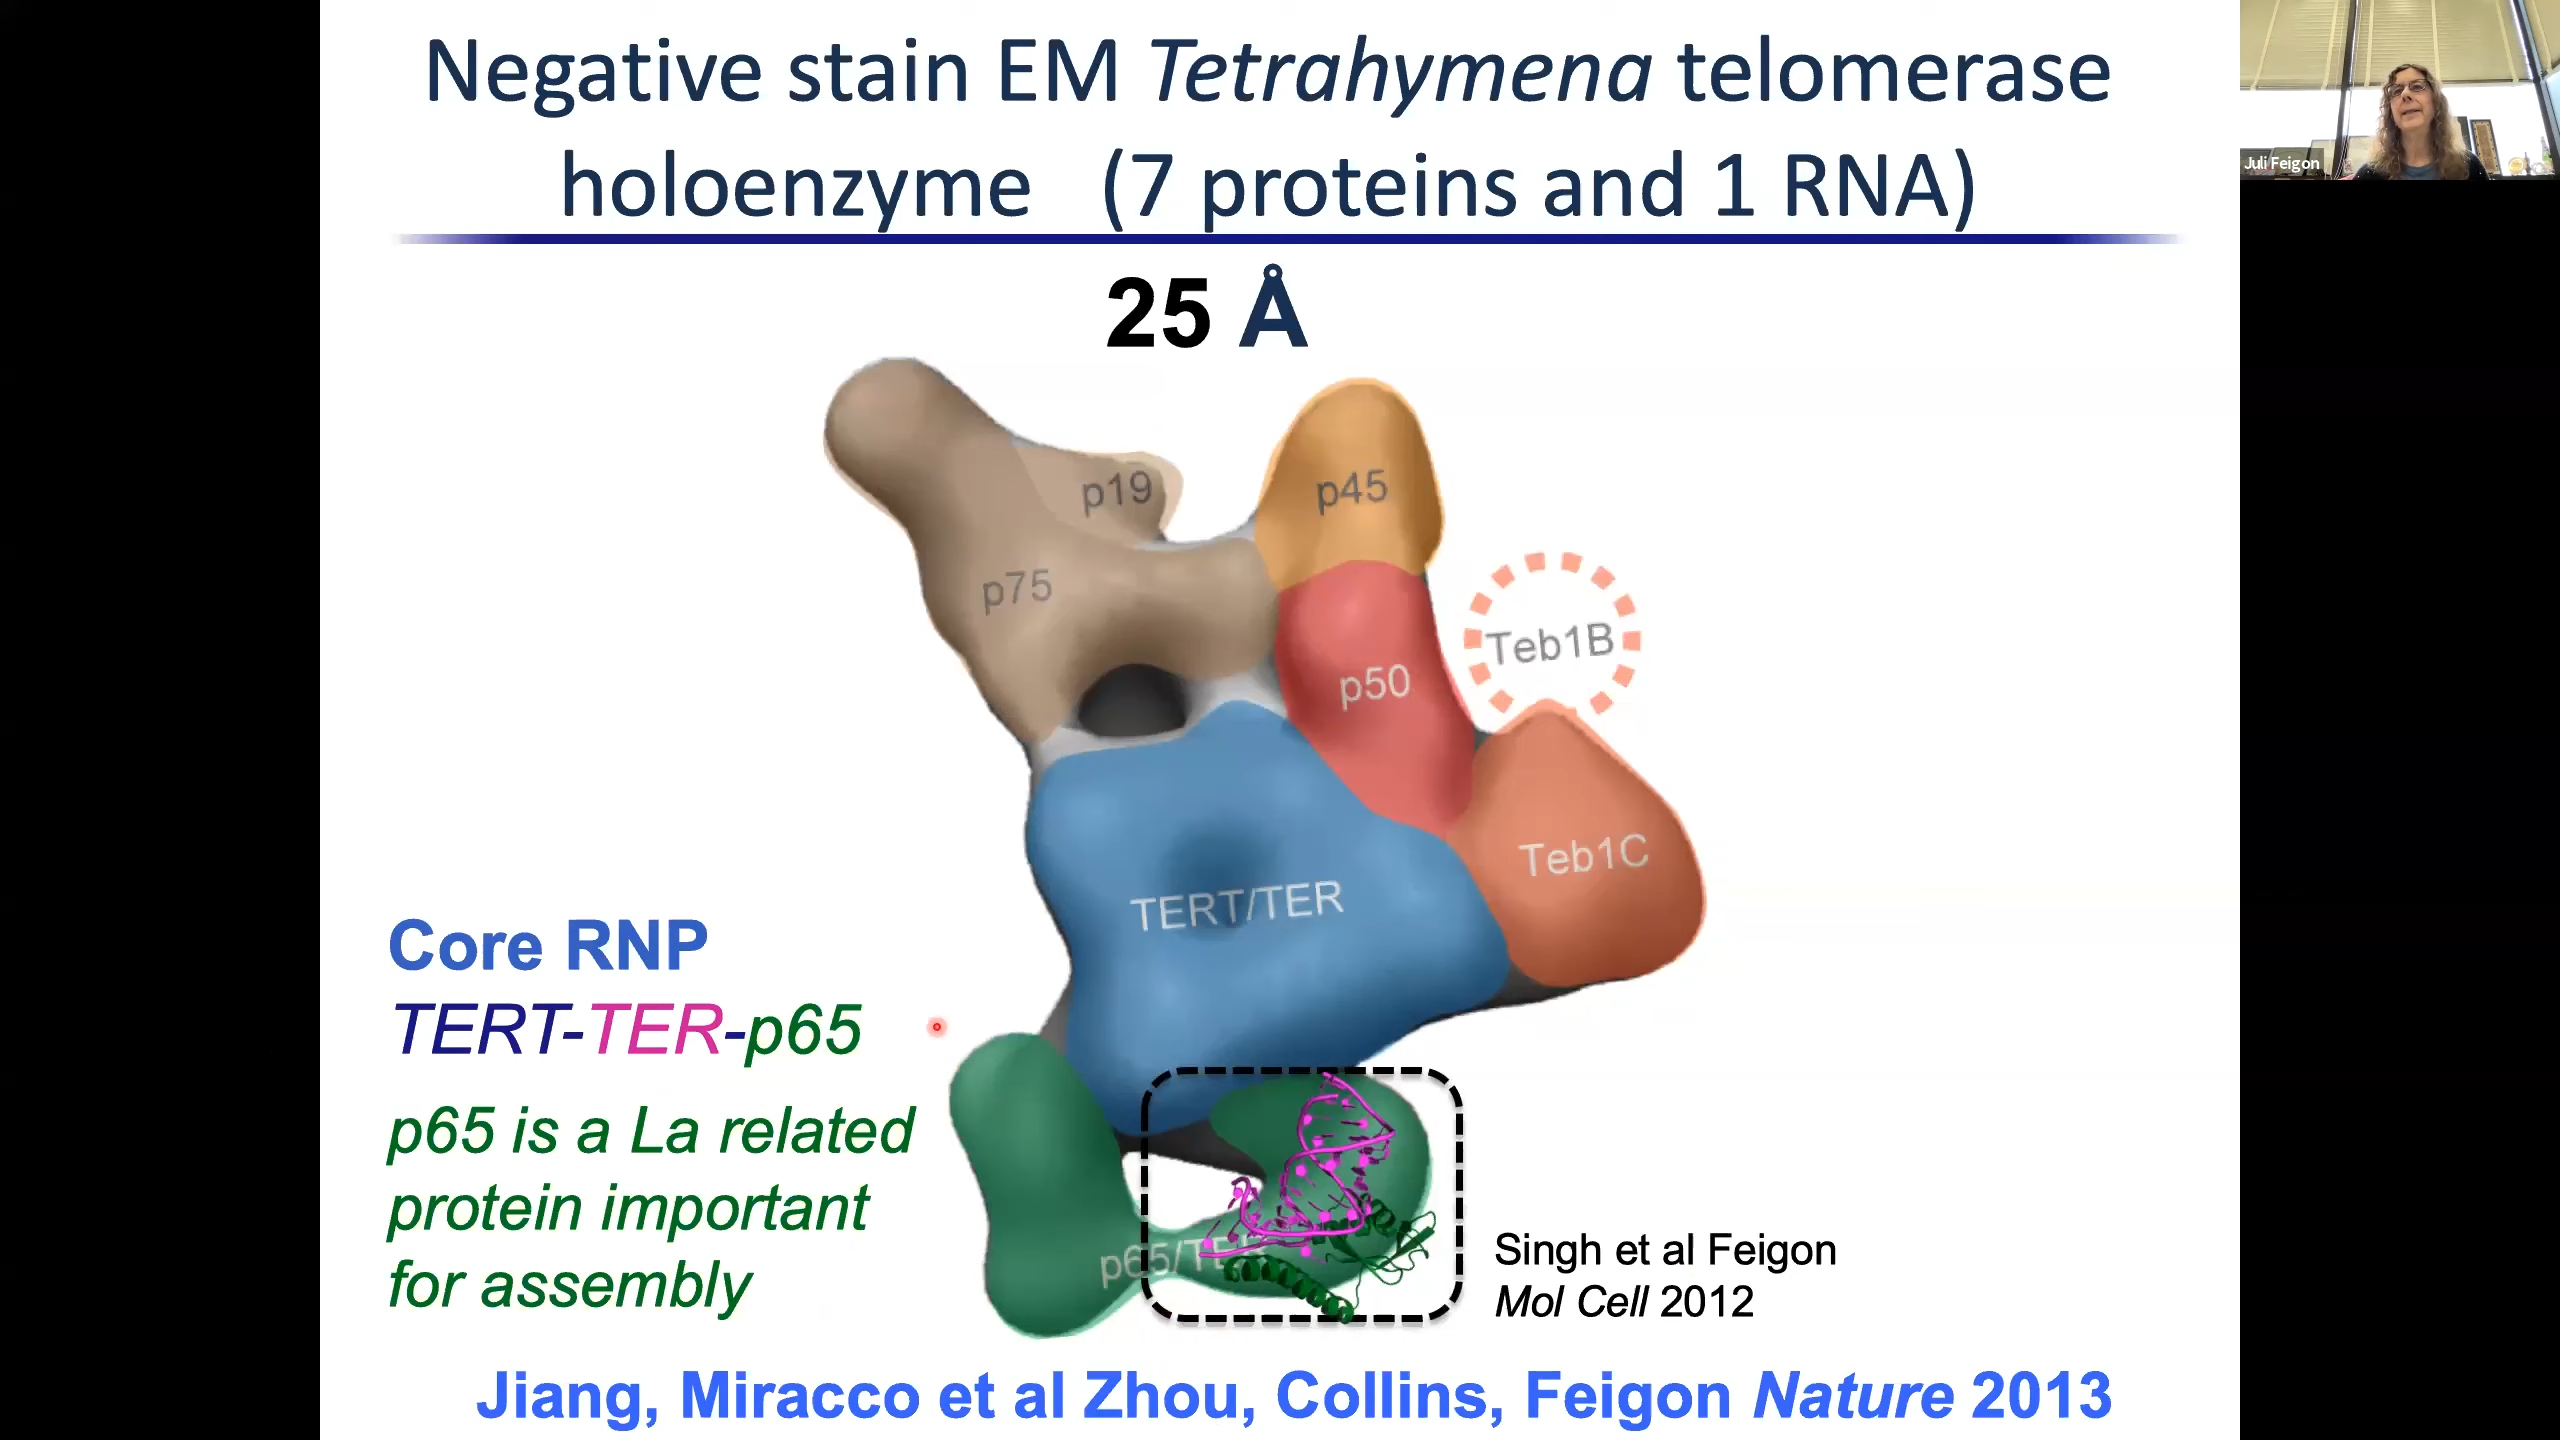 Negative stain EM Tetrahymena telomerase
holoenzyme (7 proteins and 1 RNA)
Juli Feigon
25 Å
p19
p45
p75
Teb1B
p50
Teb1C
TERT/TER
Core RNP
TERT-TER-p65
p65 is a La related
protein important
for assembly
p65/TER
Singh et al Feigon
Mol Cell 2012
Jiang, Miracco et al Zhou, Collins, Feigon Nature 2013